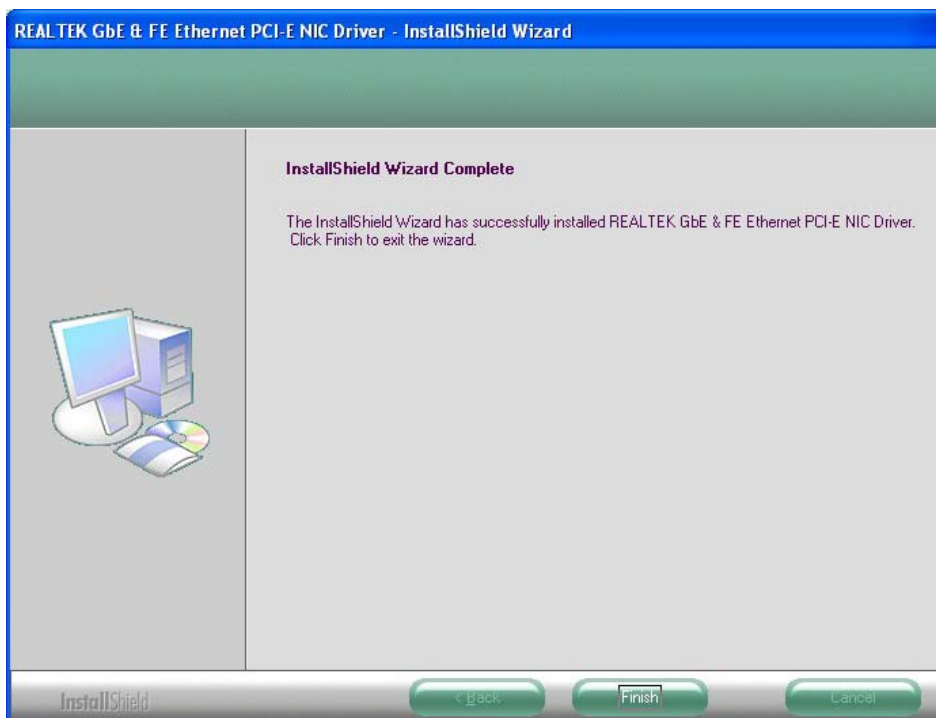 REALTEK GbE & FE Ethernet PCI-E NIC Driver - InstallShield Wizard
InstallShield Wizard Complete
The InstallShield Wizard has successfully installed REALTEK GbE & FE Ethernet PCI-E NIC Driver.
Click Finish to exit the wizard.
InstallShield
< Back
Finish
Cancel